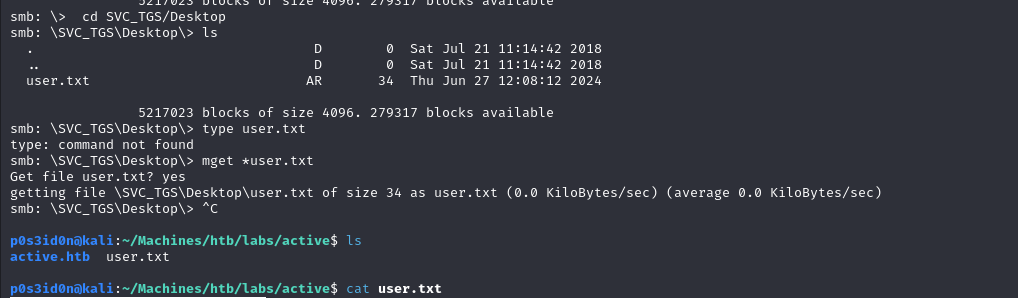 5217023 blocks of size 4096. 279317 blocks available
smb: \> cd SVC_TGS/Desktop
smb: \SVC_TGS\Desktop\> ls
. D 0 Sat Jul 21 11:14:42 2018
.. D 0 Sat Jul 21 11:14:42 2018
user.txt AR 34 Thu Jun 27 12:08:12 2024
5217023 blocks of size 4096. 279317 blocks available
smb: \SVC_TGS\Desktop\> type user.txt
type: command not found
smb: \SVC_TGS\Desktop\> mget *user.txt
Get file user.txt? yes
getting file \SVC_TGS\Desktop\user.txt of size 34 as user.txt (0.0 KiloBytes/sec) (average 0.0 KiloBytes/sec)
smb: \SVC_TGS\Desktop\> ^C
p0s3id0n@kali:~/Machines/htb/labs/active$ ls
active.htb user.txt
p0s3id0n@kali:~/Machines/htb/labs/active$ cat user.txt